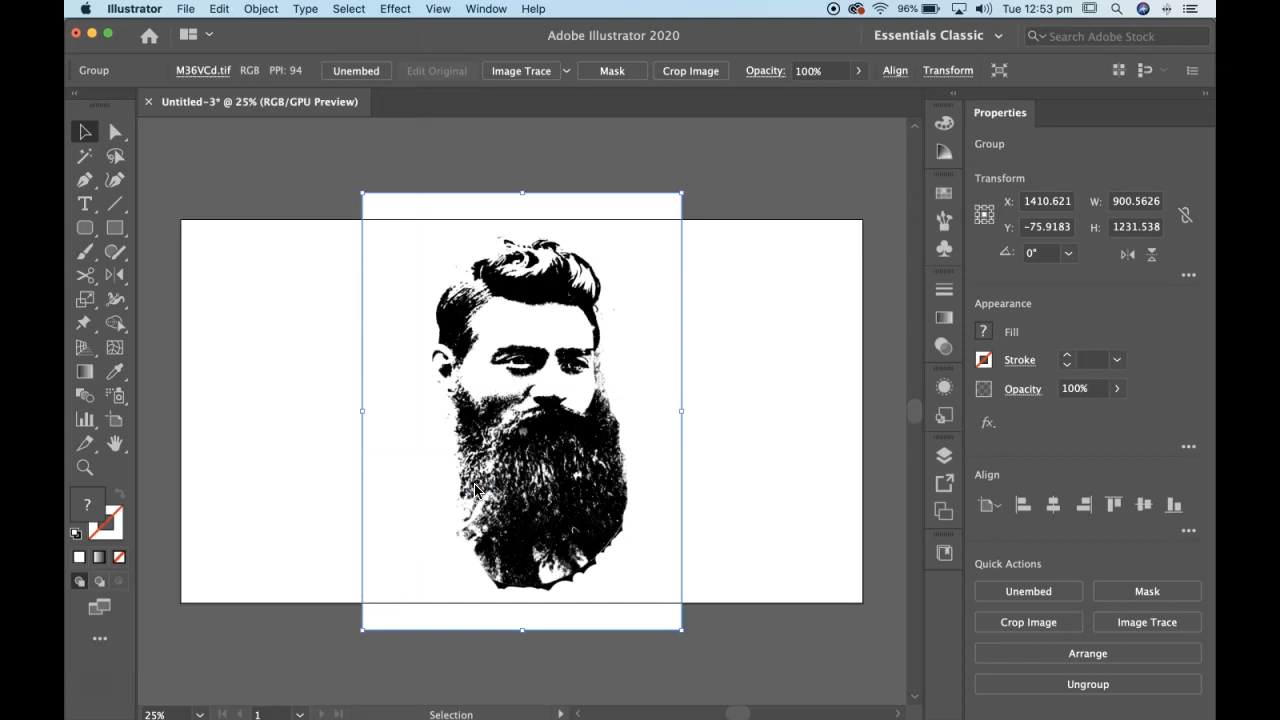 Illustrator File Edit Object Type Select Effect View Window Help 96% Tue 12:53 pm
Adobe Illustrator 2020 Essentials Classic Search Adobe Stock
Group M36VCd.tif RGB PPI: 94 Unembed Edit Original Image Trace Mask Crop Image Opacity: 100% Align Transform
Untitled-3* @ 25% (RGB/GPU Preview)
Properties
Group
Transform
X: 1410.621 W: 900.5626
Y: -75.9183 H: 1231.538
0°
Appearance
? Fill
Stroke
Opacity 100%
fx.
Align
?
Quick Actions
Unembed Mask
Crop Image Image Trace
Arrange
Ungroup
25% 1 Selection